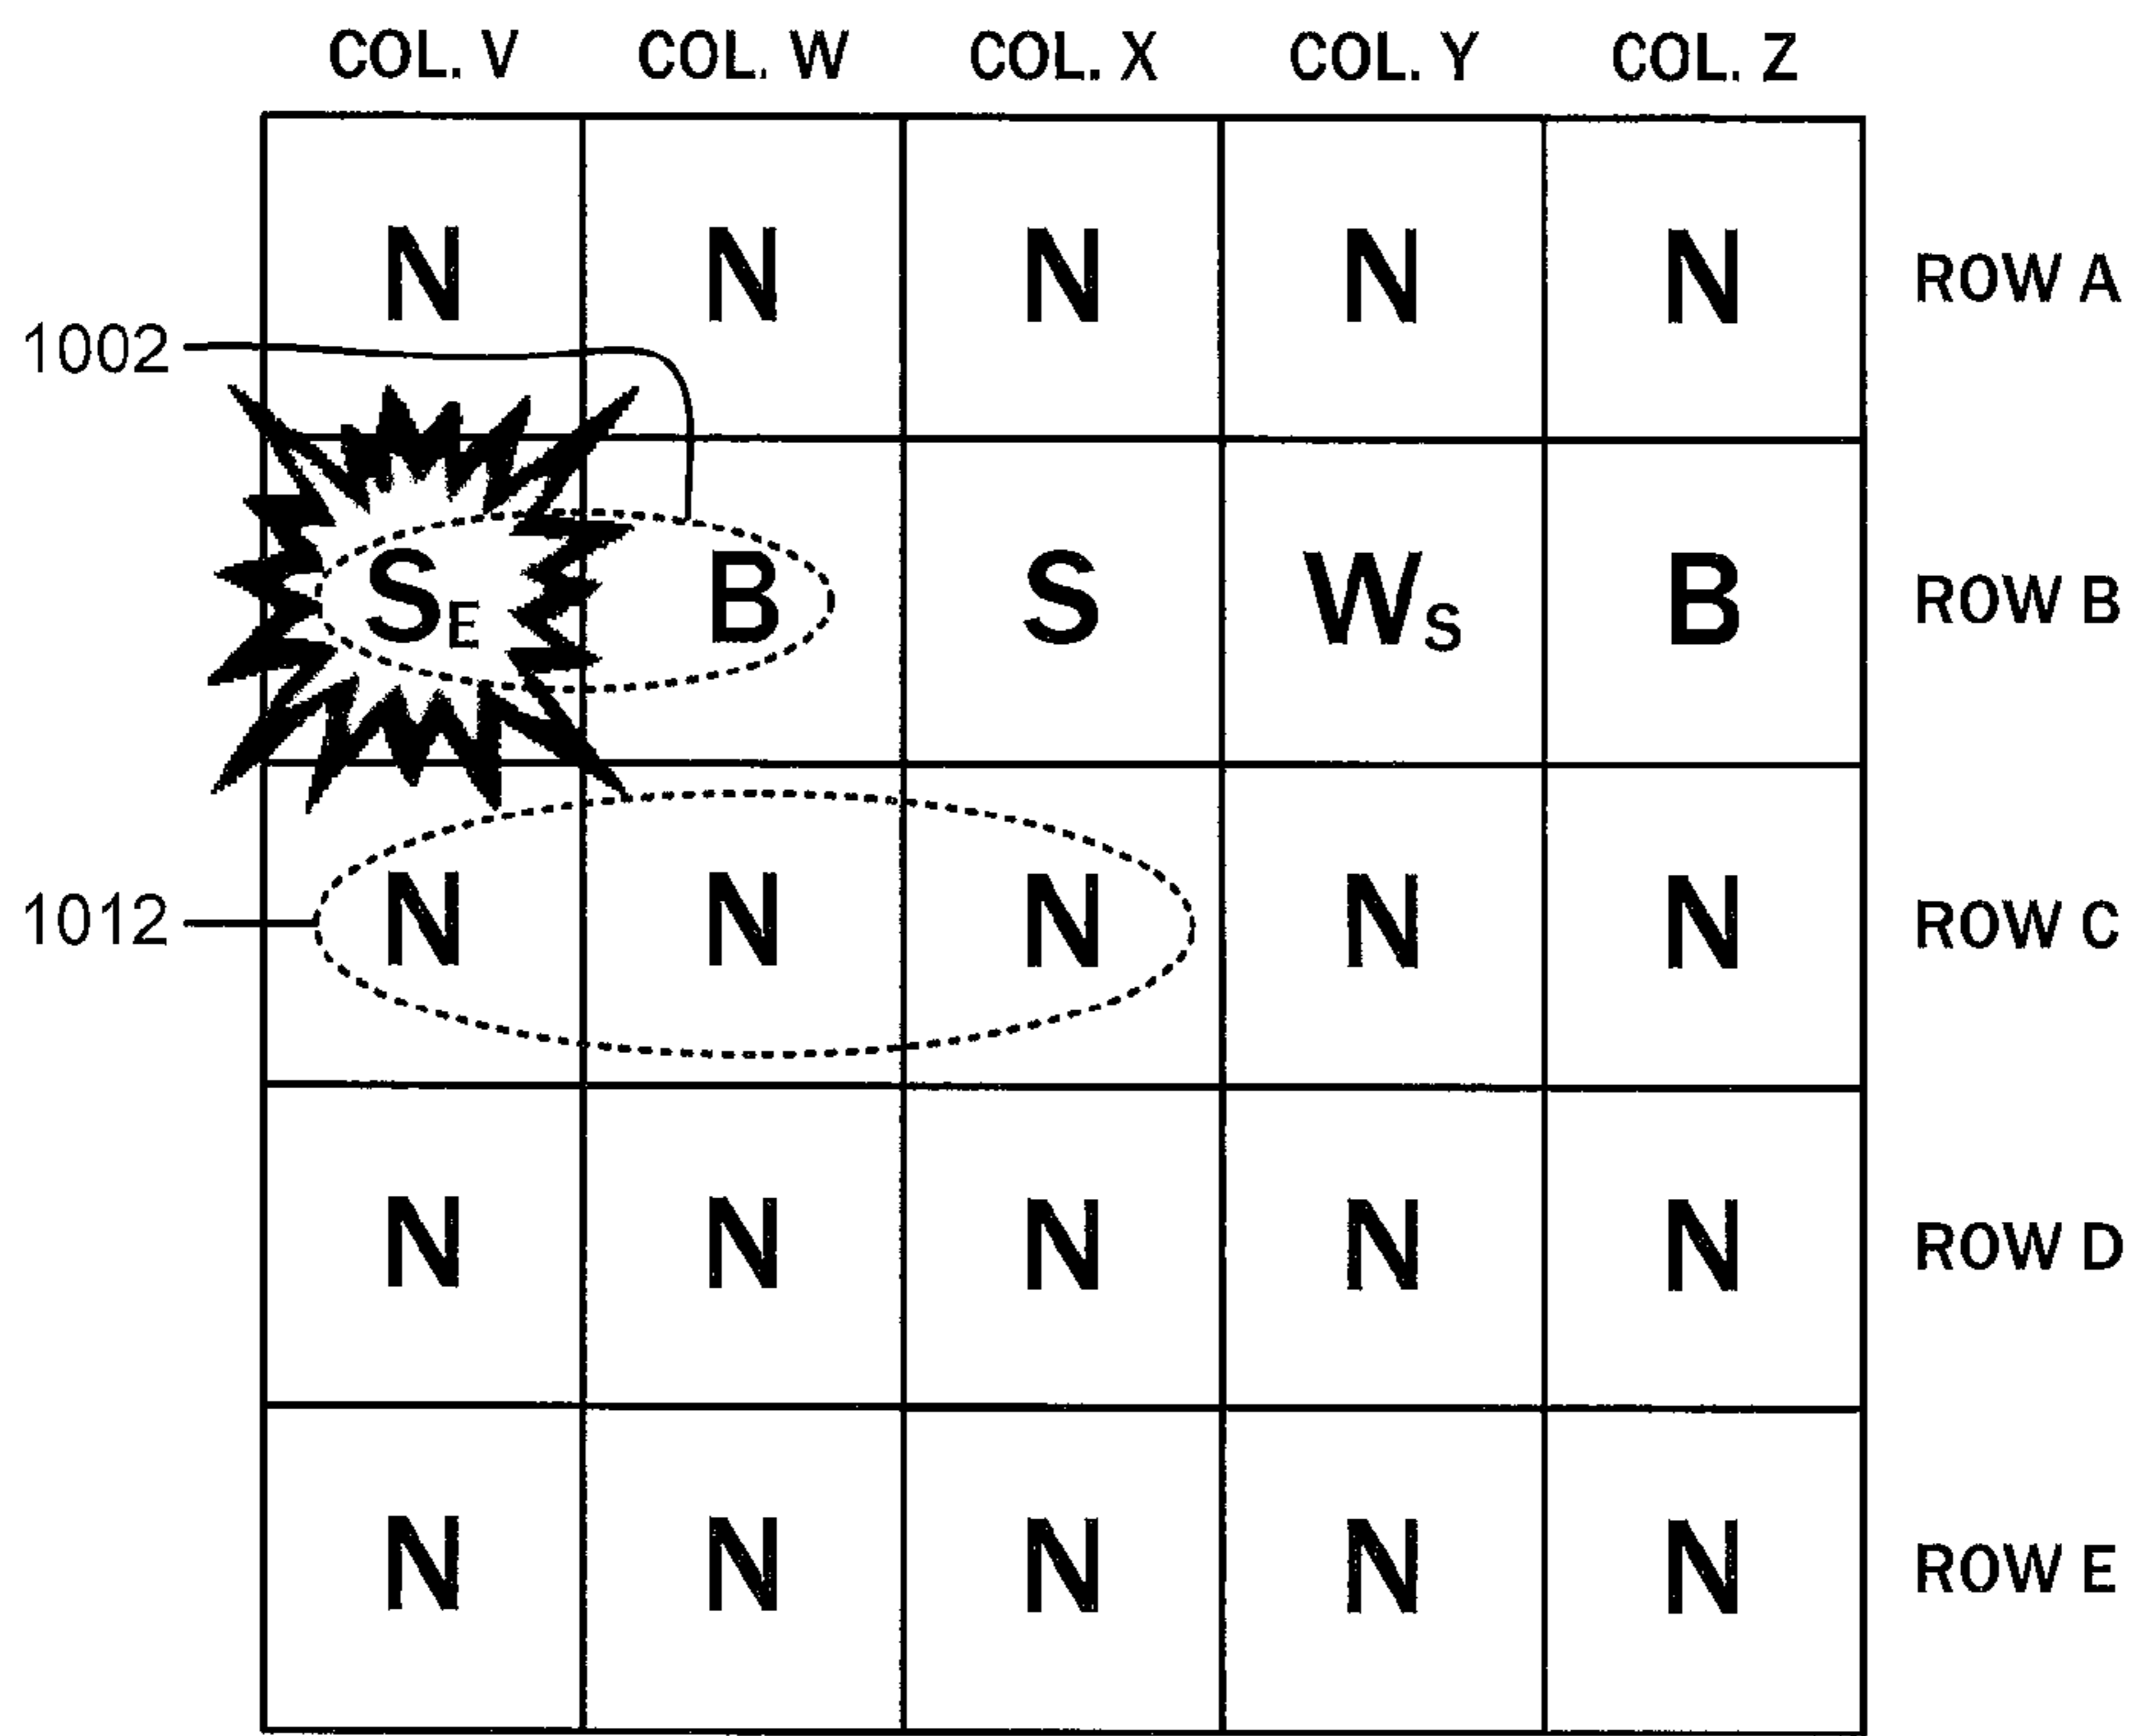 COL. V COL. W COL. X COL. Y COL. Z
N N N N N ROW A
1002
SE B S WS B ROW B
1012 N N N N N ROW C
N N N N N ROW D
N N N N N ROW E